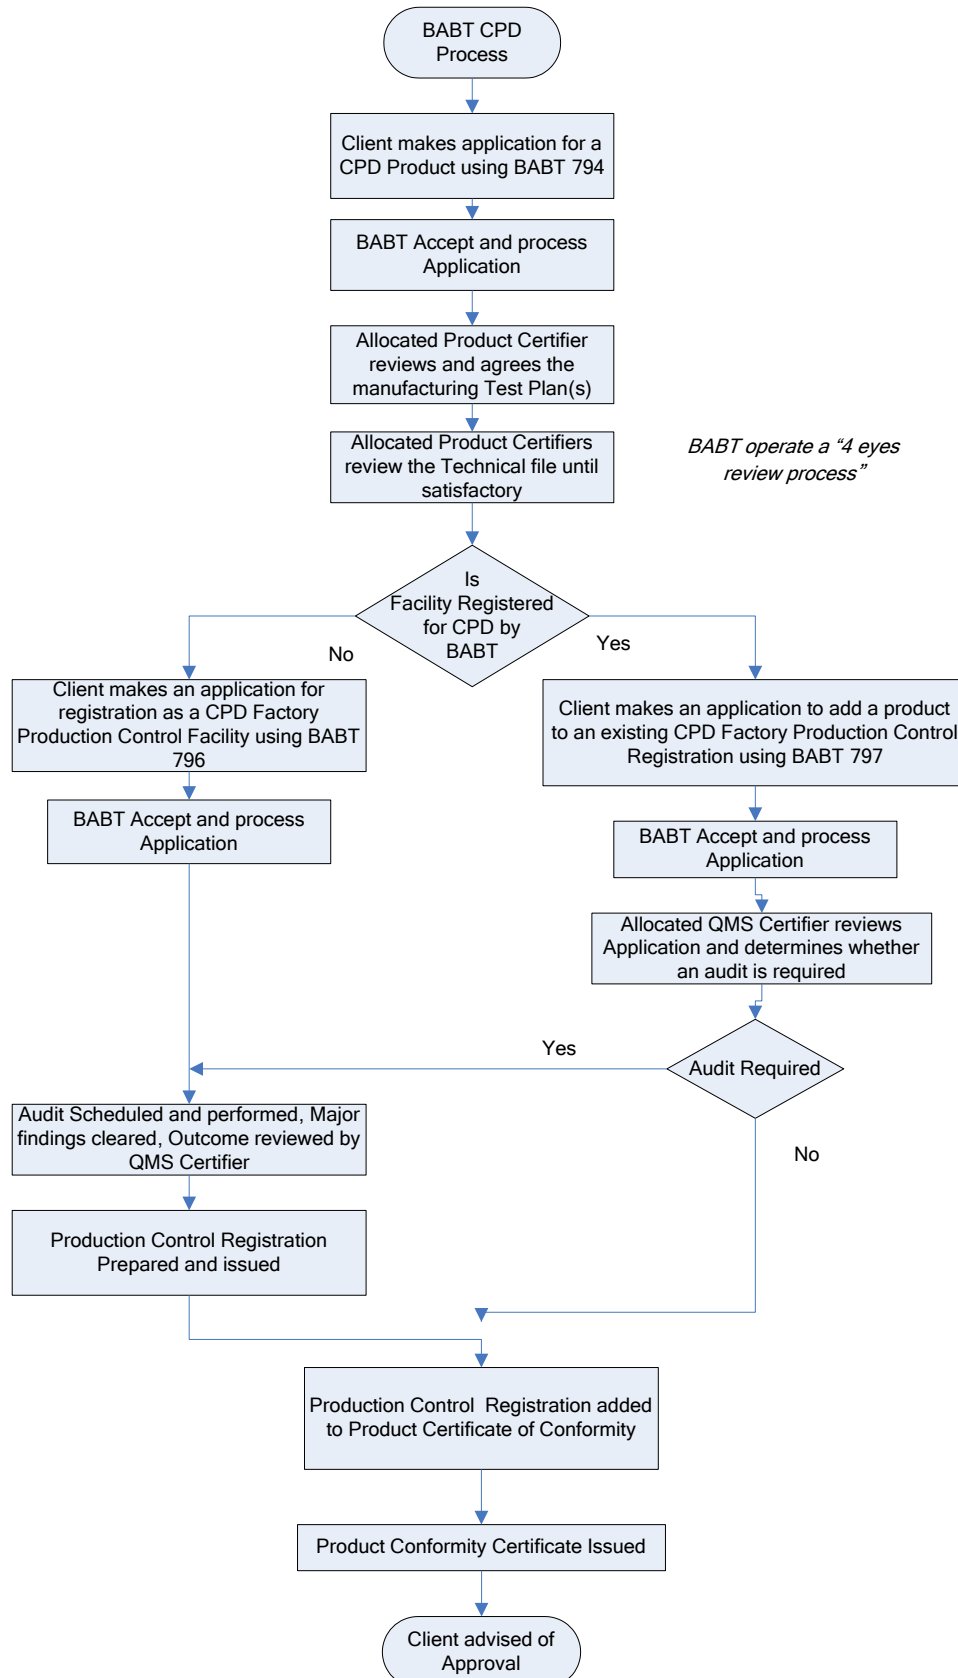 BABT CPD
Process
Client makes application for a
CPD Product using BABT 794
BABT Accept and process
Application
Allocated Product Certifier
reviews and agrees the
manufacturing Test Plan(s)
Allocated Product Certifiers
review the Technical file until
satisfactory
BABT operate a “4 eyes
review process”
Is
Facility Registered
for CPD by
BABT
No
Yes
Client makes an application for
registration as a CPD Factory
Production Control Facility using BABT
796
Client makes an application to add a product
to an existing CPD Factory Production Control
Registration using BABT 797
BABT Accept and process
Application
BABT Accept and process
Application
Allocated QMS Certifier reviews
Application and determines whether
an audit is required
Yes
Audit Required
No
Audit Scheduled and performed, Major
findings cleared, Outcome reviewed by
QMS Certifier
Production Control Registration
Prepared and issued
Production Control  Registration added
to Product Certificate of Conformity
Product Conformity Certificate Issued
Client advised of
Approval